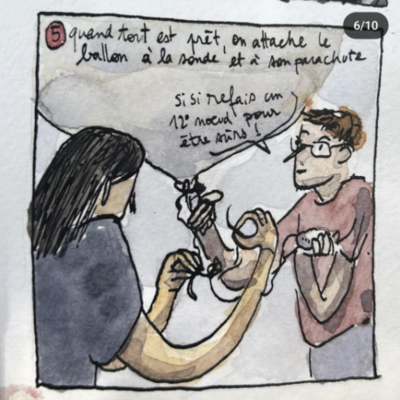 6/10
5 quand tout est prêt, on attache le
ballon à la sonde, et à son parachute
si si refais un
12e nœud pour
être sûrs !